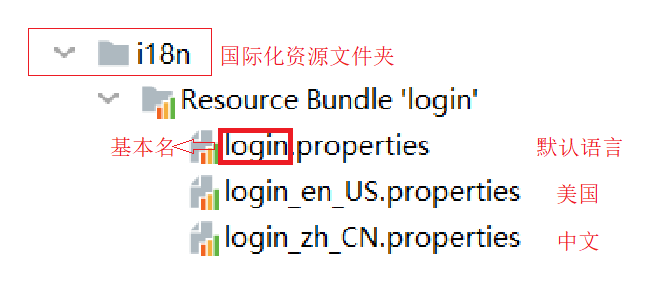 i18n 国际化资源文件夹
Resource Bundle 'login'
基本名 login.properties 默认语言
login_en_US.properties 美国
login_zh_CN.properties 中文